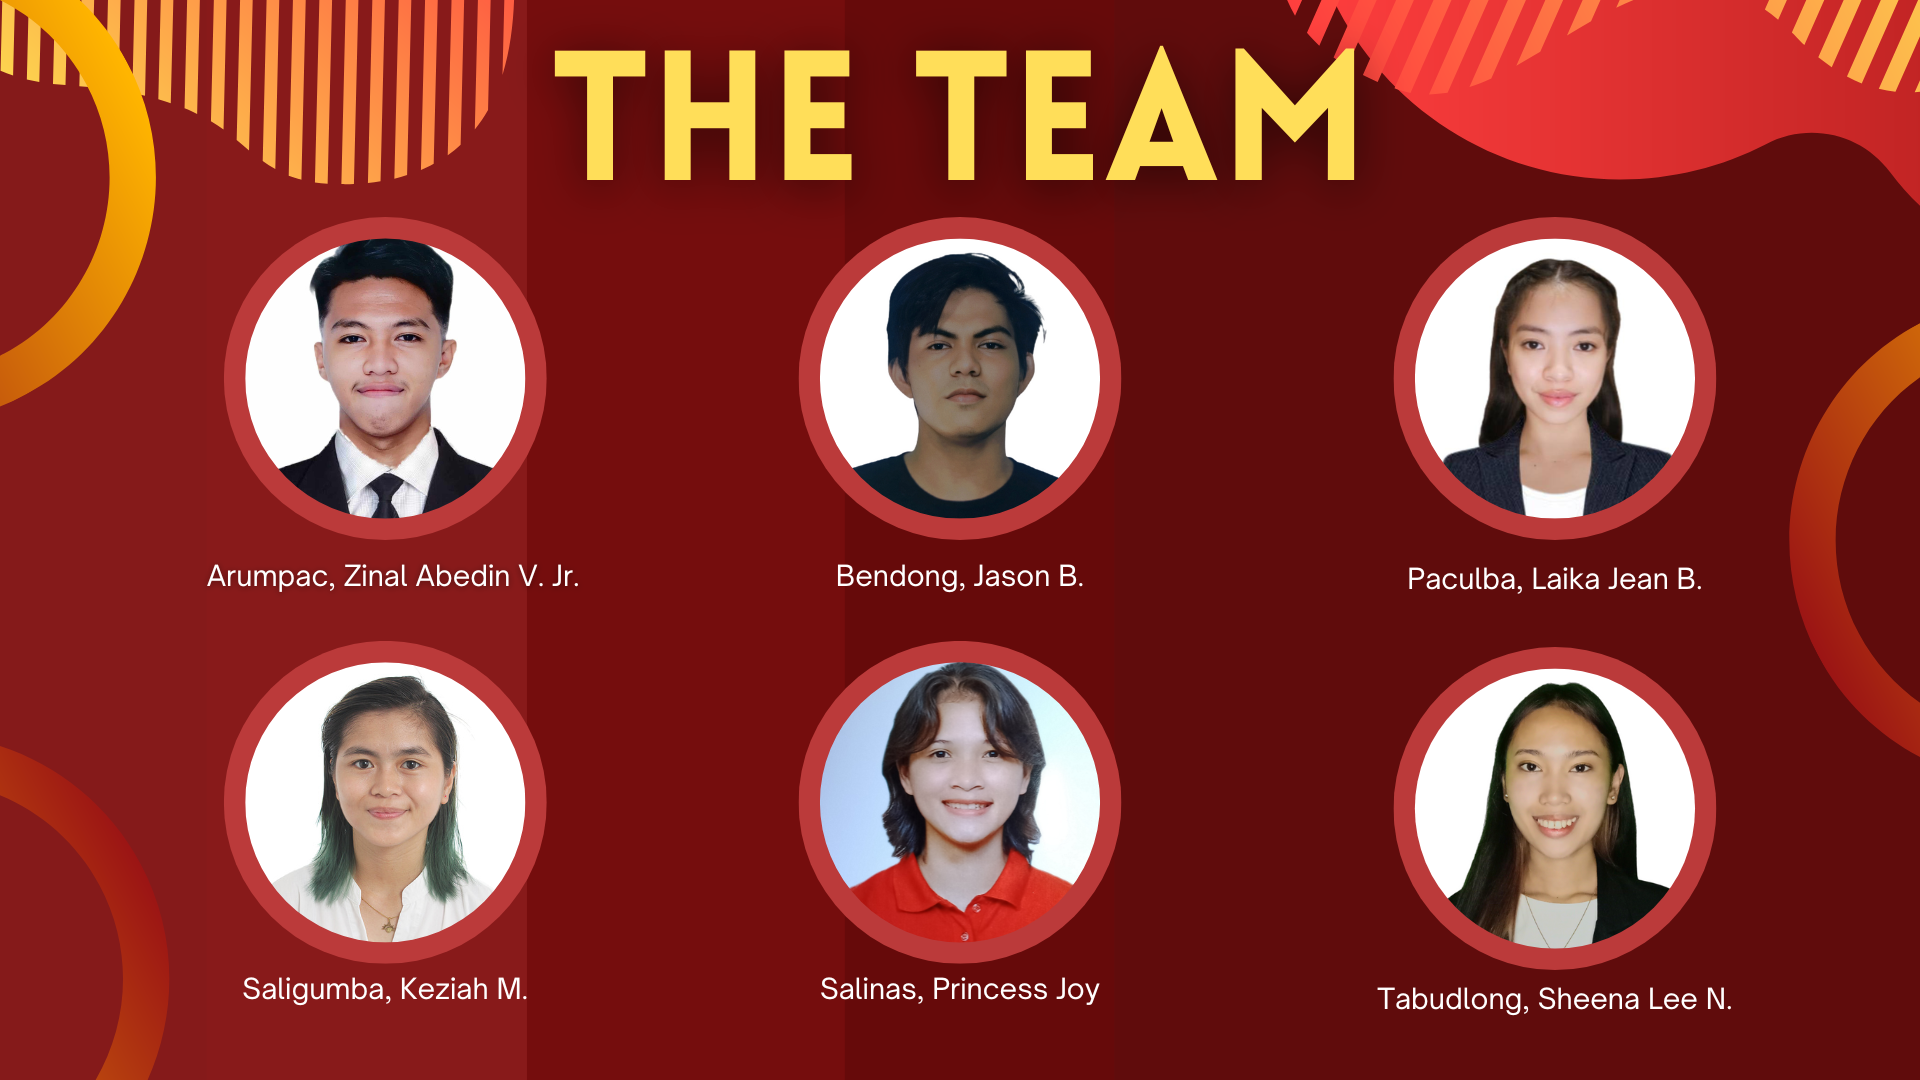 THE TEAM
Arumpac, Zinal Abedin V. Jr.
Bendong, Jason B.
Paculba, Laika Jean B.
Saligumba, Keziah M.
Salinas, Princess Joy
Tabudlong, Sheena Lee N.